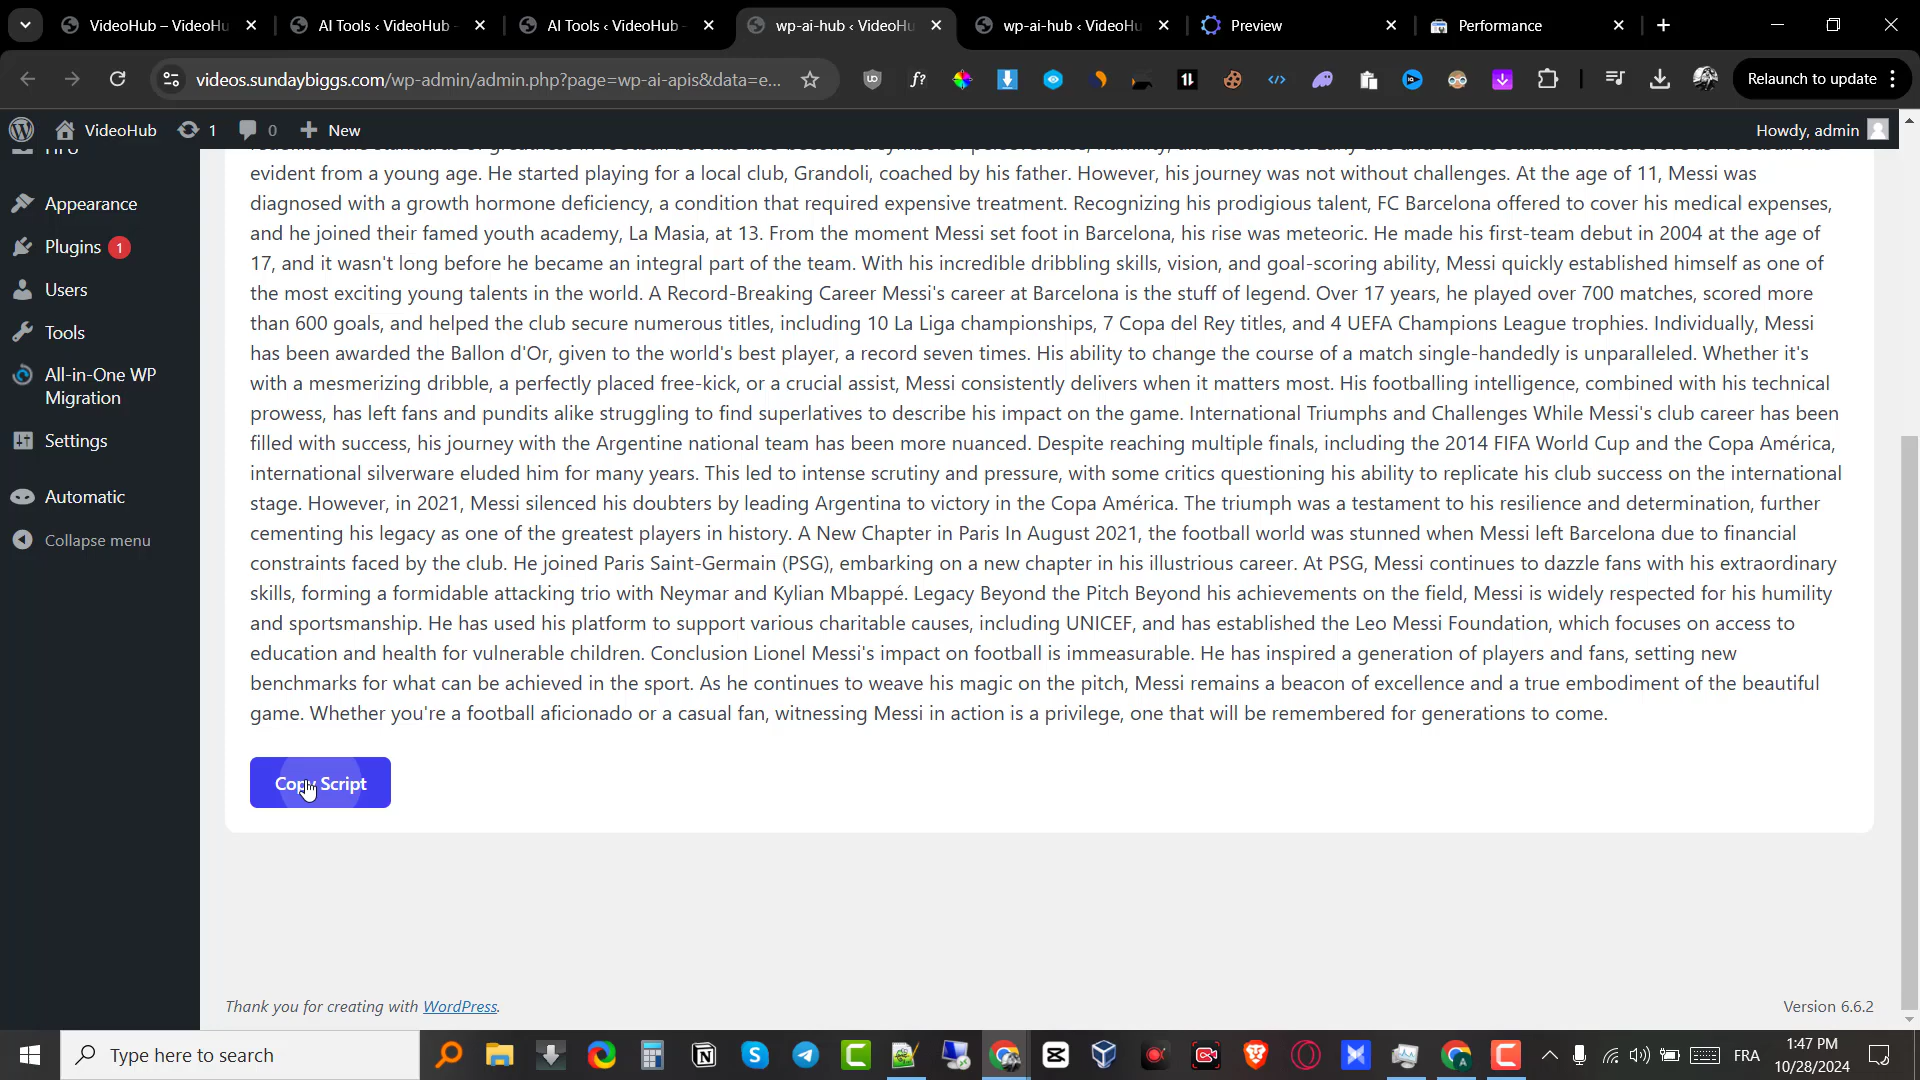 VideoHub – VideoHu
AI Tools ‹ VideoHub
AI Tools ‹ VideoHub
wp-ai-hub ‹ VideoHu
wp-ai-hub ‹ VideoHu
Preview
Performance
videos.sundaybiggs.com/wp-admin/admin.php?page=wp-ai-apis&data=e...
Relaunch to update
VideoHub
1
0
New
Howdy, admin
Appearance
Plugins 1
Users
Tools
All-in-One WP
Migration
Settings
Automatic
Collapse menu
evident from a young age. He started playing for a local club, Grandoli, coached by his father. However, his journey was not without challenges. At the age of 11, Messi was
diagnosed with a growth hormone deficiency, a condition that required expensive treatment. Recognizing his prodigious talent, FC Barcelona offered to cover his medical expenses,
and he joined their famed youth academy, La Masia, at 13. From the moment Messi set foot in Barcelona, his rise was meteoric. He made his first-team debut in 2004 at the age of
17, and it wasn't long before he became an integral part of the team. With his incredible dribbling skills, vision, and goal-scoring ability, Messi quickly established himself as one of
the most exciting young talents in the world. A Record-Breaking Career Messi's career at Barcelona is the stuff of legend. Over 17 years, he played over 700 matches, scored more
than 600 goals, and helped the club secure numerous titles, including 10 La Liga championships, 7 Copa del Rey titles, and 4 UEFA Champions League trophies. Individually, Messi
has been awarded the Ballon d'Or, given to the world's best player, a record seven times. His ability to change the course of a match single-handedly is unparalleled. Whether it's
with a mesmerizing dribble, a perfectly placed free-kick, or a crucial assist, Messi consistently delivers when it matters most. His footballing intelligence, combined with his technical
prowess, has left fans and pundits alike struggling to find superlatives to describe his impact on the game. International Triumphs and Challenges While Messi's club career has been
filled with success, his journey with the Argentine national team has been more nuanced. Despite reaching multiple finals, including the 2014 FIFA World Cup and the Copa América,
international silverware eluded him for many years. This led to intense scrutiny and pressure, with some critics questioning his ability to replicate his club success on the international
stage. However, in 2021, Messi silenced his doubters by leading Argentina to victory in the Copa América. The triumph was a testament to his resilience and determination, further
cementing his legacy as one of the greatest players in history. A New Chapter in Paris In August 2021, the football world was stunned when Messi left Barcelona due to financial
constraints faced by the club. He joined Paris Saint-Germain (PSG), embarking on a new chapter in his illustrious career. At PSG, Messi continues to dazzle fans with his extraordinary
skills, forming a formidable attacking trio with Neymar and Kylian Mbappé. Legacy Beyond the Pitch Beyond his achievements on the field, Messi is widely respected for his humility
and sportsmanship. He has used his platform to support various charitable causes, including UNICEF, and has established the Leo Messi Foundation, which focuses on access to
education and health for vulnerable children. Conclusion Lionel Messi's impact on football is immeasurable. He has inspired a generation of players and fans, setting new
benchmarks for what can be achieved in the sport. As he continues to weave his magic on the pitch, Messi remains a beacon of excellence and a true embodiment of the beautiful
game. Whether you're a football aficionado or a casual fan, witnessing Messi in action is a privilege, one that will be remembered for generations to come.
Copy Script
Thank you for creating with WordPress.
Version 6.6.2
Type here to search
FRA
1:47 PM
10/28/2024